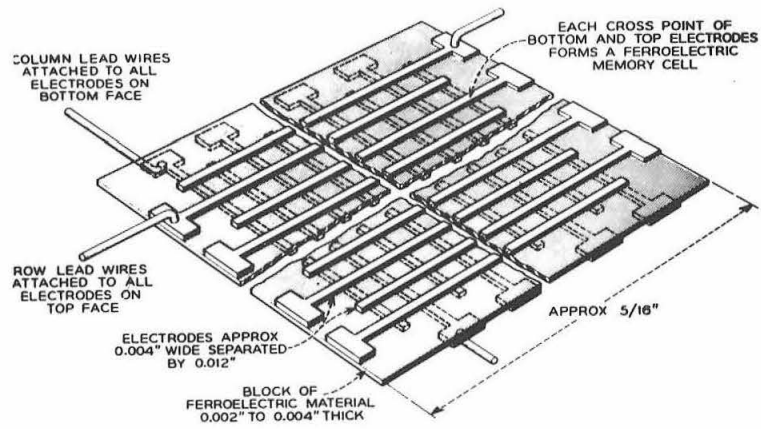 COLUMN LEAD WIRES
ATTACHED TO ALL
ELECTRODES ON
BOTTOM FACE
EACH CROSS POINT OF
BOTTOM AND TOP ELECTRODES
FORMS A FERROELECTRIC
MEMORY CELL
ROW LEAD WIRES
ATTACHED TO ALL
ELECTRODES ON
TOP FACE
APPROX 5/16"
ELECTRODES APPROX
0.004" WIDE SEPARATED
BY 0.012"
BLOCK OF
FERROELECTRIC MATERIAL
0.002" TO 0.004" THICK